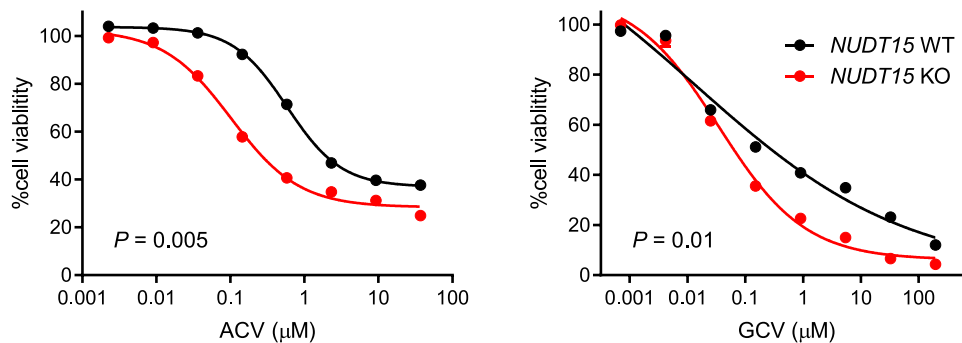 100
80
60
40
20
0
%cell viablitity
P = 0.005
0.001 0.01 0.1 1 10 100
ACV (μM)
100
80
60
40
20
0
%cell viablitity
NUDT15 WT
NUDT15 KO
P = 0.01
0.001 0.01 0.1 1 10 100
GCV (μM)